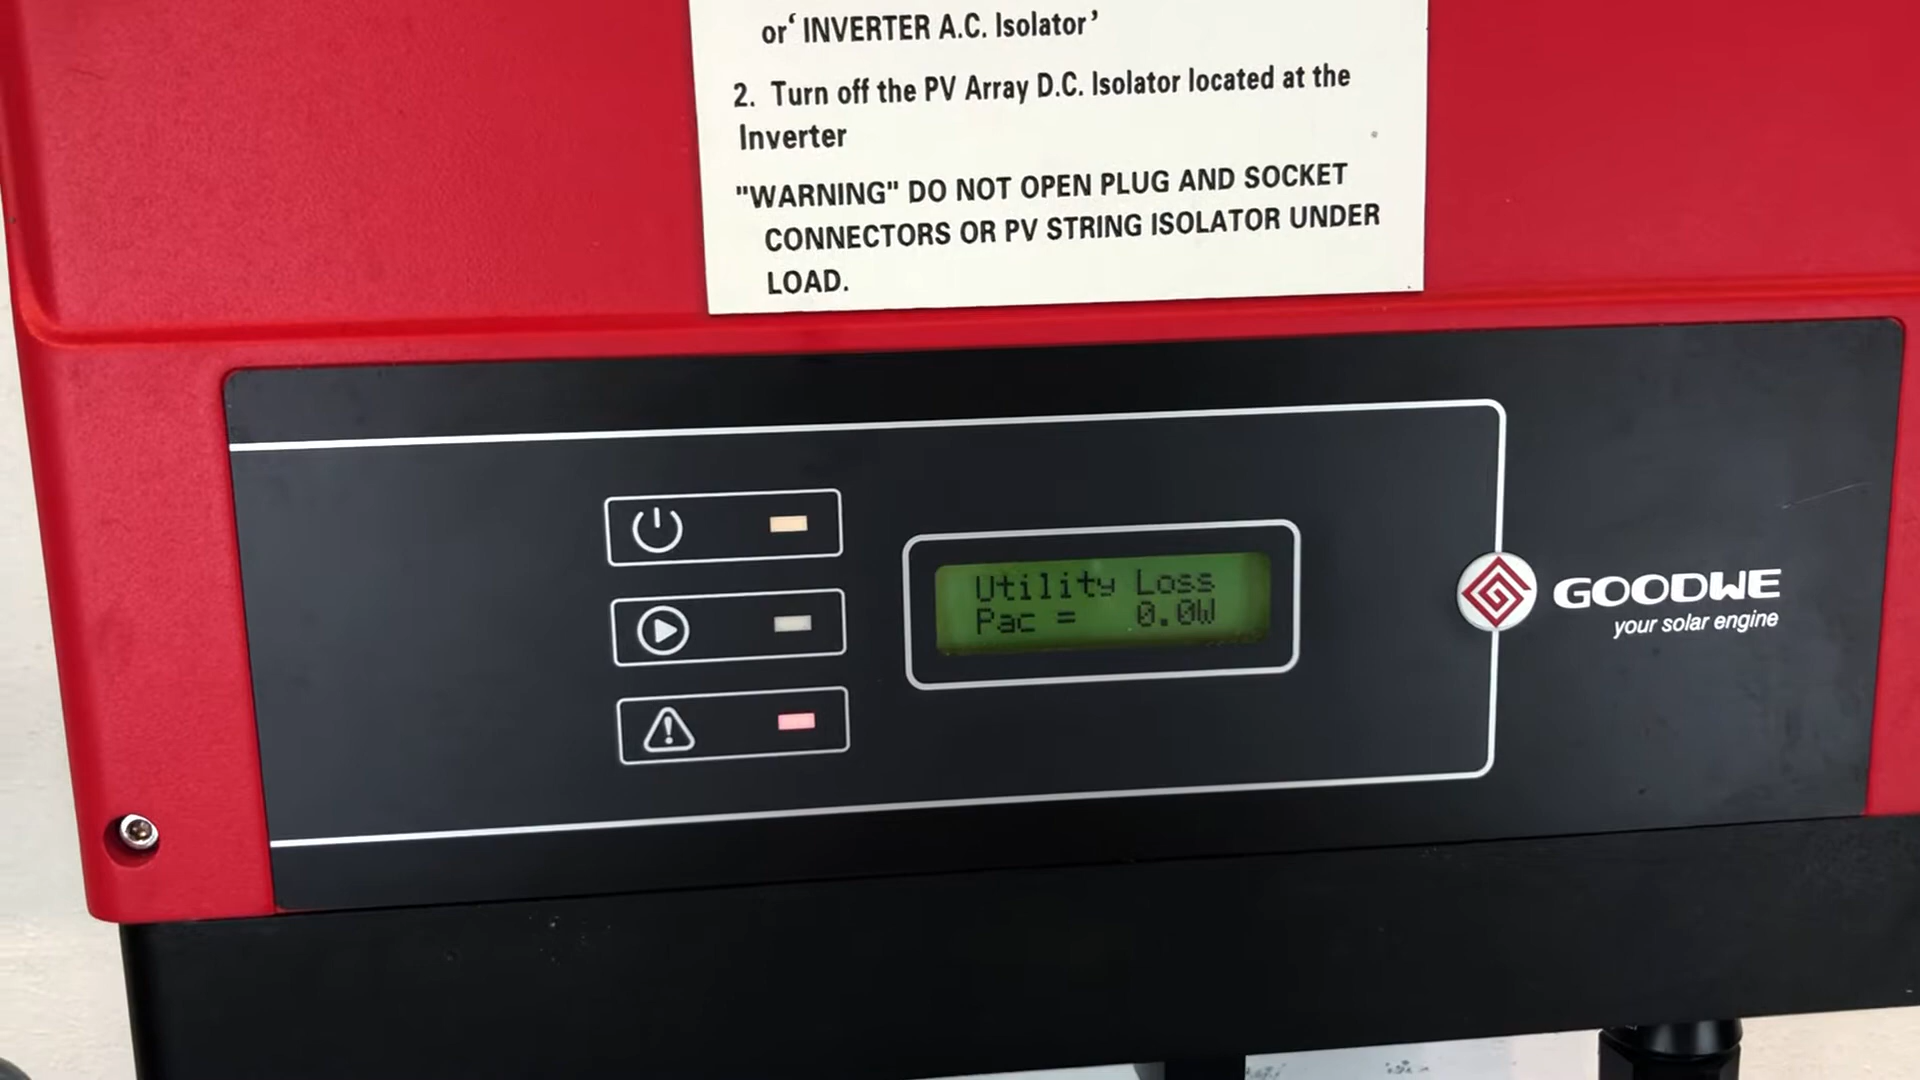 or‘ INVERTER A.C. Isolator’
2. Turn off the PV Array D.C. Isolator located at the
Inverter
"WARNING" DO NOT OPEN PLUG AND SOCKET
CONNECTORS OR PV STRING ISOLATOR UNDER
LOAD.
Utility Loss
Pac = 0.0W
GOODWE
your solar engine